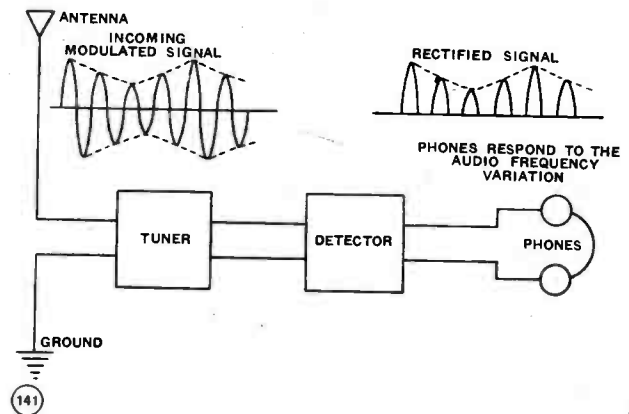 ANTENNA
INCOMING
MODULATED SIGNAL
RECTIFIED SIGNAL
PHONES RESPOND TO THE
AUDIO FREQUENCY
VARIATION
TUNER
DETECTOR
PHONES
GROUND
141